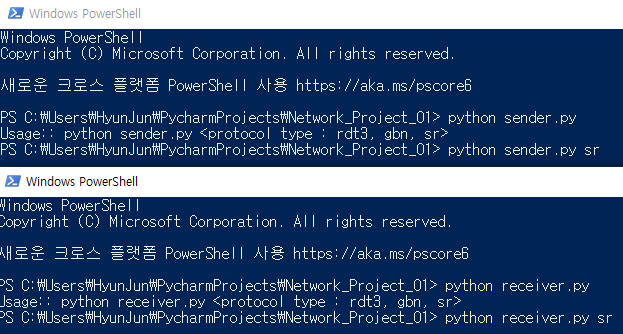 Windows PowerShell
Windows PowerShell
Copyright (C) Microsoft Corporation. All rights reserved.
새로운 크로스 플랫폼 PowerShell 사용 https://aka.ms/pscore6
PS C:₩Users₩HyunJun₩PycharmProjects₩Network_Project_01> python sender.py
Usage:: python sender.py <protocol type : rdt3, gbn, sr>
PS C:₩Users₩HyunJun₩PycharmProjects₩Network_Project_01> python sender.py sr
Windows PowerShell
Windows PowerShell
Copyright (C) Microsoft Corporation. All rights reserved.
새로운 크로스 플랫폼 PowerShell 사용 https://aka.ms/pscore6
PS C:₩Users₩HyunJun₩PycharmProjects₩Network_Project_01> python receiver.py
Usage:: python receiver.py <protocol type : rdt3, gbn, sr>
PS C:₩Users₩HyunJun₩PycharmProjects₩Network_Project_01> python receiver.py sr